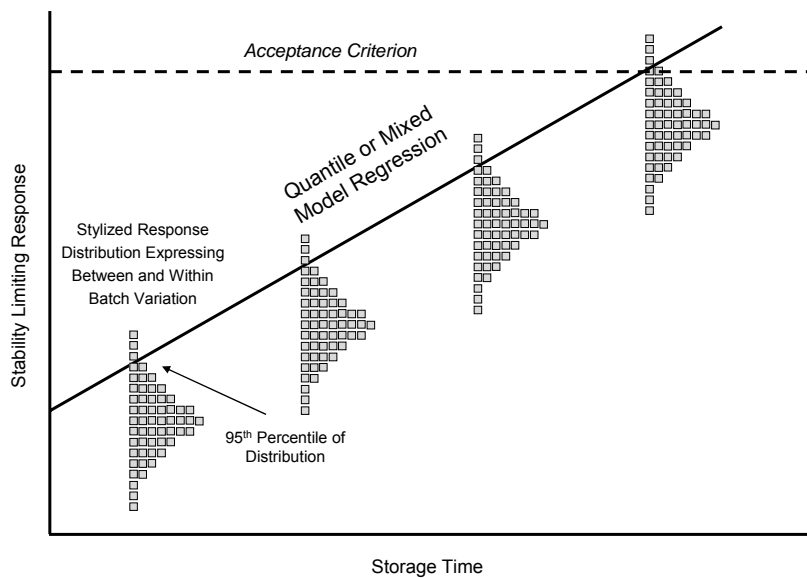 Acceptance Criterion
Quantile or Mixed
Model Regression
Stylized Response
Distribution Expressing
Between and Within
Batch Variation
95th Percentile of
Distribution
Stability Limiting Response
Storage Time